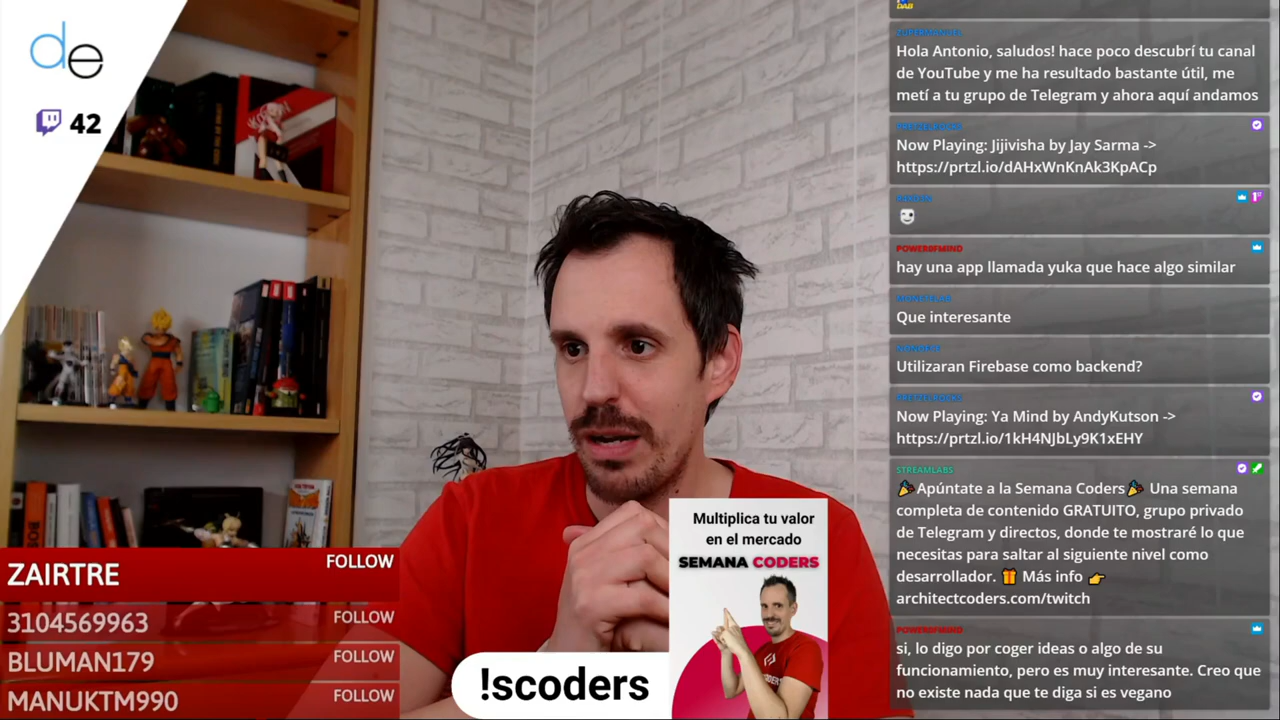 de
42
ZAIRTRE
FOLLOW
3104569963
FOLLOW
BLUMAN179
FOLLOW
MANUKTM990
FOLLOW
!scoders
Multiplica tu valor
en el mercado
SEMANA CODERS
DAB
Hola Antonio, saludos! hace poco descubrí tu canal
de YouTube y me ha resultado bastante útil, me
metí a tu grupo de Telegram y ahora aquí andamos
PRETZELROCKS
Now Playing: Jijivisha by Jay Sarma ->
https://prtzl.io/dAHxWnKnAk3KpACp
POWER0FMIND
hay una app llamada yuka que hace algo similar
Que interesante
Utilizaran Firebase como backend?
PRETZELROCKS
Now Playing: Ya Mind by AndyKutson ->
https://prtzl.io/1kH4NJbLy9K1xEHY
STREAMLABS
🎉Apúntate a la Semana Coders🎉 Una semana
completa de contenido GRATUITO, grupo privado
de Telegram y directos, donde te mostraré lo que
necesitas para saltar al siguiente nivel como
desarrollador. 🎁 Más info 👉
architectcoders.com/twitch
POWER0FMIND
si, lo digo por coger ideas o algo de su
funcionamiento, pero es muy interesante. Creo que
no existe nada que te diga si es vegano